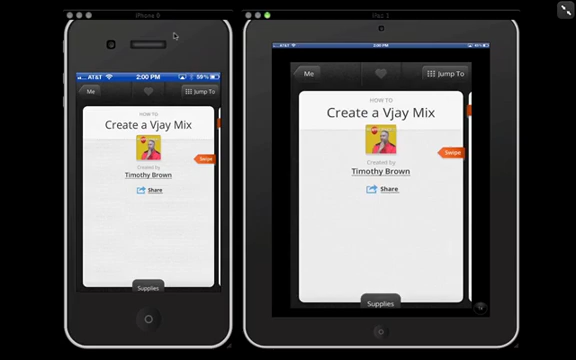 iPhone 0
iPad 2
AT&T 2:00 PM 59%
2:00 PM
Me Jump To
HOW TO
Create a Vjay Mix
Created by
Timothy Brown
Share
Swipe
Supplies
Me Jump To
HOW TO
Create a Vjay Mix
Swipe
Created by
Timothy Brown
Share
Supplies